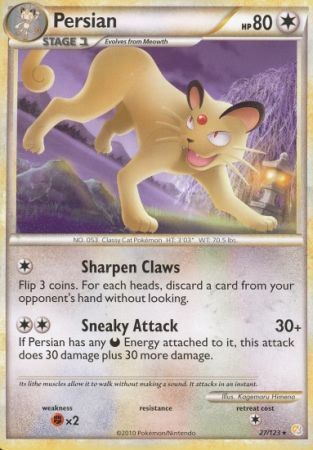 Persian
HP 80
STAGE 1 Evolves from Meowth
NO. 053 Classy Cat Pokémon HT: 3'03" WT: 70.5 lbs.
Sharpen Claws
Flip 3 coins. For each heads, discard a card from your
opponent's hand without looking.
Sneaky Attack 30+
If Persian has any Energy attached to it, this attack
does 30 damage plus 30 more damage.
Its lithe muscles allow it to walk without making a sound. It attacks in an instant.
Illus. Kagemaru Himeno
weakness resistance retreat cost
×2
©2010 Pokémon/Nintendo 27/123 ★